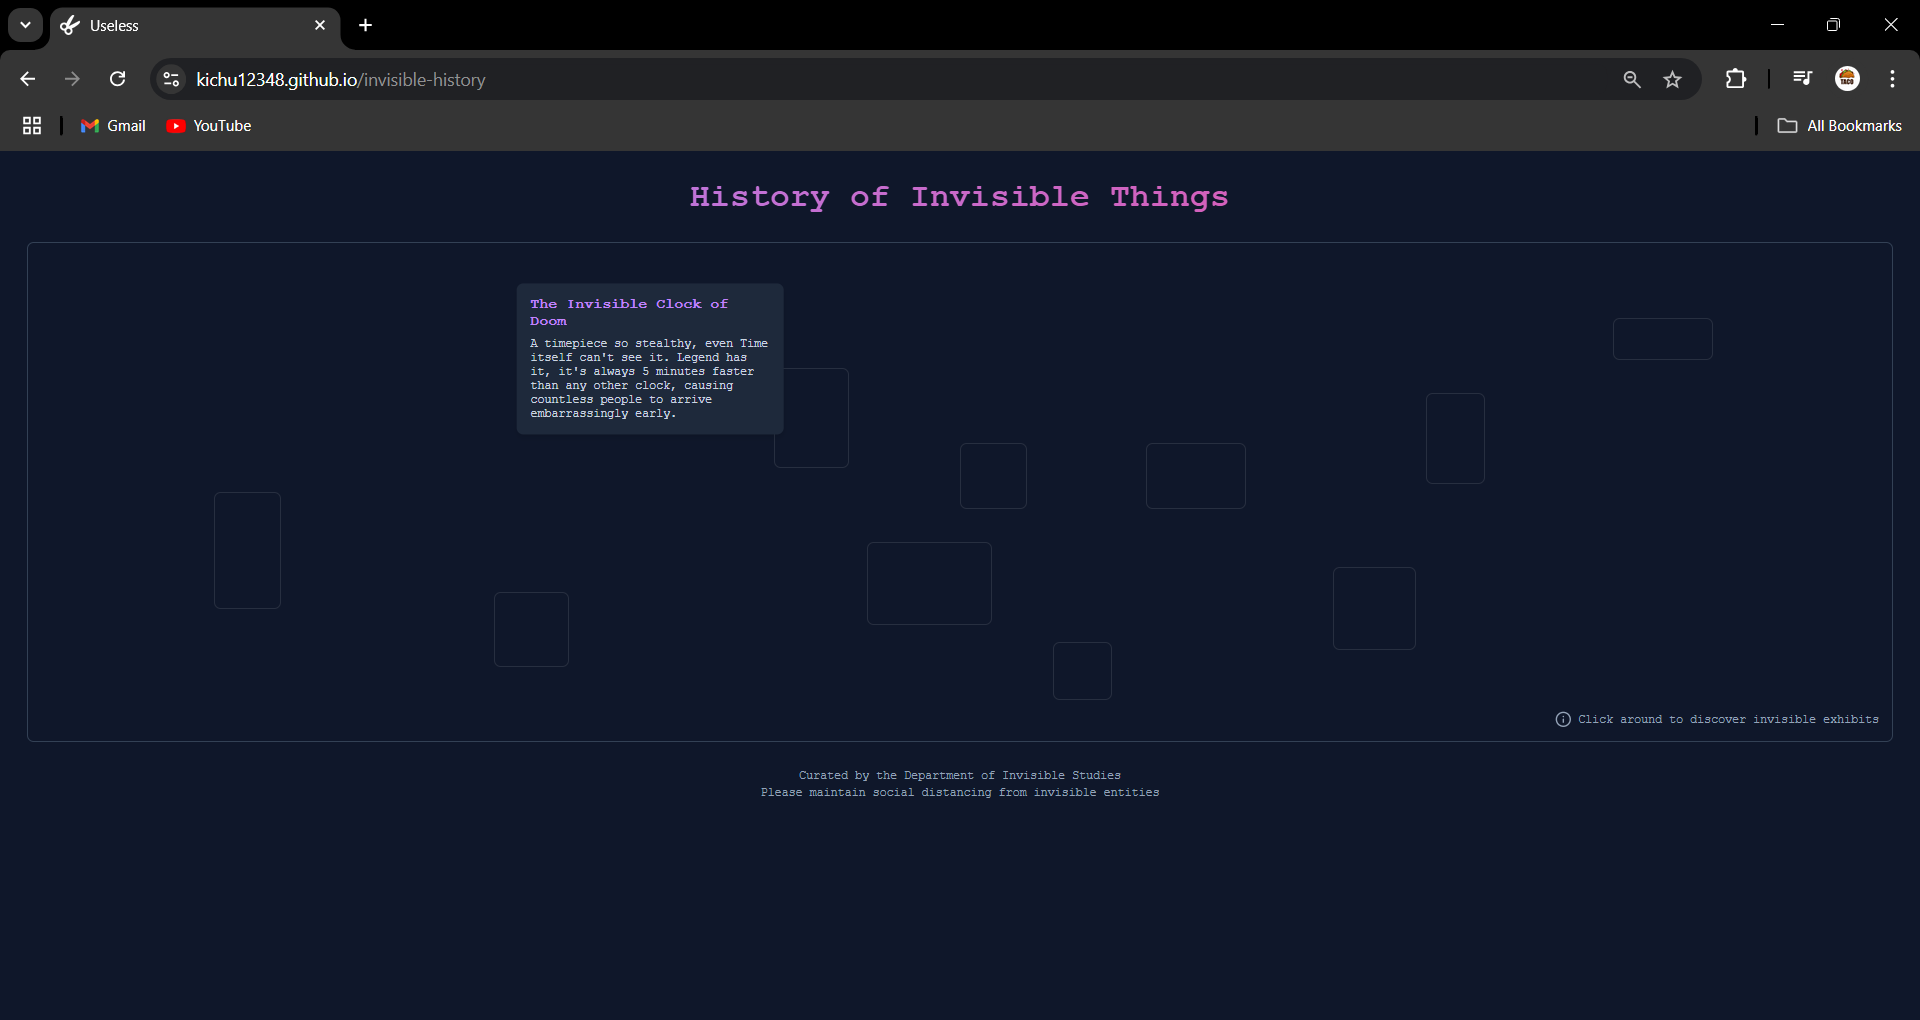 Useless
kichu12348.github.io/invisible-history
Gmail
YouTube
All Bookmarks
History of Invisible Things
The Invisible Clock of
Doom
A timepiece so stealthy, even Time
itself can't see it. Legend has
it, it's always 5 minutes faster
than any other clock, causing
countless people to arrive
embarrassingly early.
Click around to discover invisible exhibits
Curated by the Department of Invisible Studies
Please maintain social distancing from invisible entities